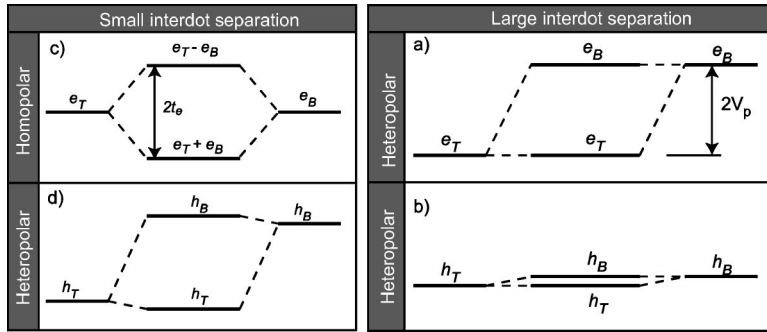 Small interdot separation
Large interdot separation
Homopolar
c)
e_T - e_B
e_T
2t_e
e_B
e_T + e_B
Heteropolar
a)
e_B
e_B
2V_p
e_T
e_T
Heteropolar
d)
h_B
h_B
h_T
h_T
Heteropolar
b)
h_T
h_B
h_B
h_T